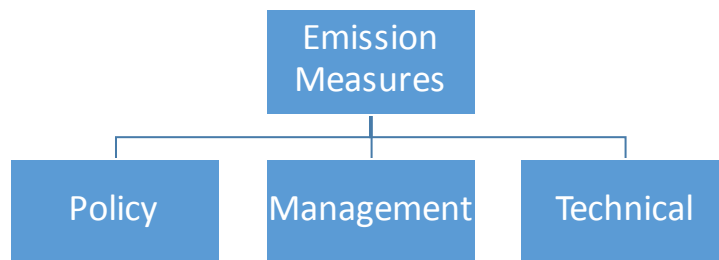 Emission
Measures
Policy
Management
Technical